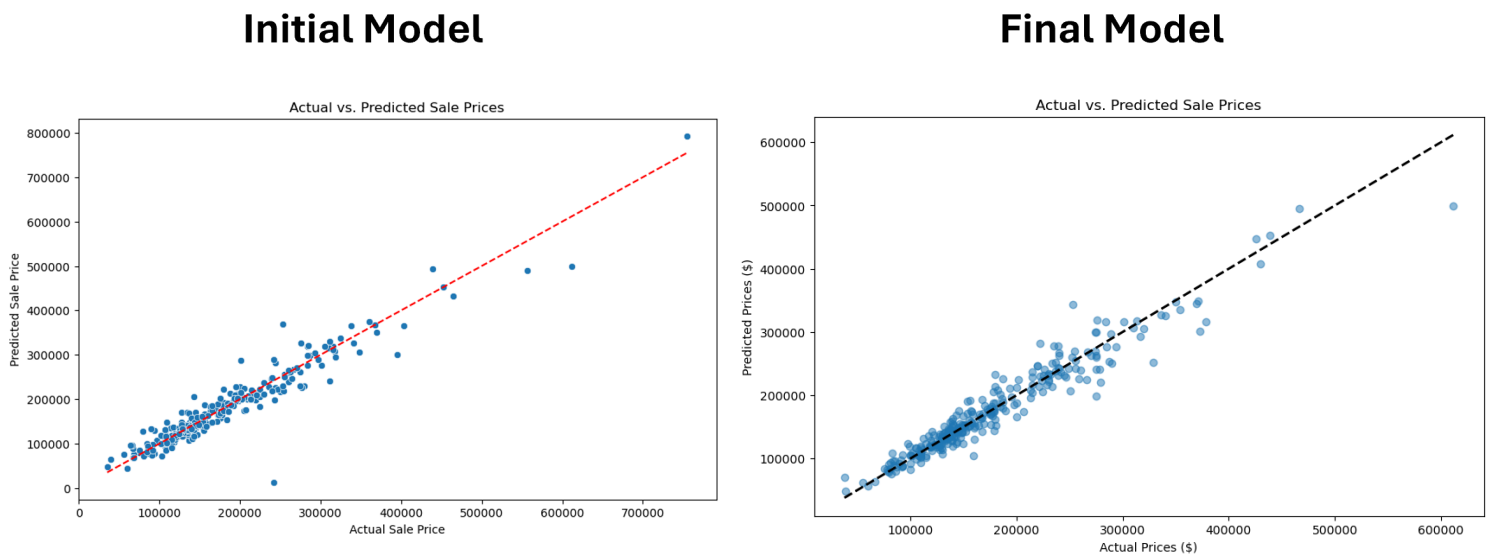 Initial Model
Final Model
Actual vs. Predicted Sale Prices
800000
700000
600000
500000
400000
300000
200000
100000
0
Predicted Sale Price
0 100000 200000 300000 400000 500000 600000 700000
Actual Sale Price
Actual vs. Predicted Sale Prices
600000
500000
400000
300000
200000
100000
Predicted Prices ($)
100000 200000 300000 400000 500000 600000
Actual Prices ($)